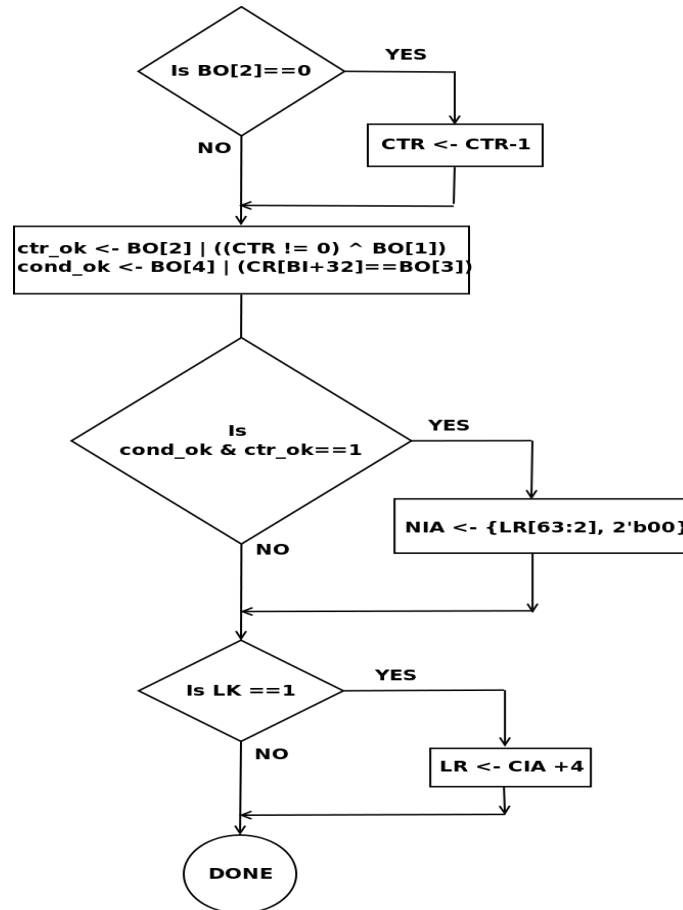 Is BO[2]==0
YES
CTR <- CTR-1
NO
ctr_ok <- BO[2] | ((CTR != 0) ^ BO[1])
cond_ok <- BO[4] | (CR[BI+32]==BO[3])
Is
cond_ok & ctr_ok==1
YES
NIA <- {LR[63:2], 2'b00}
NO
Is LK ==1
YES
NO
LR <- CIA +4
DONE